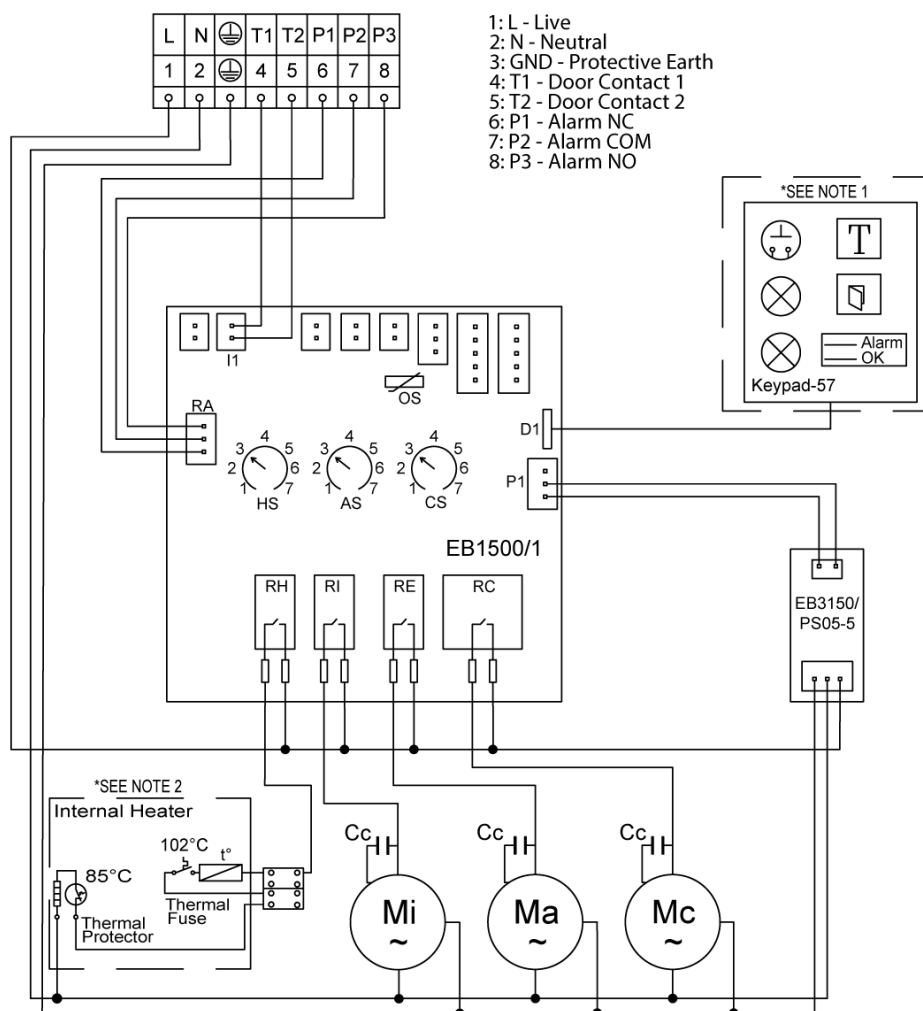 L N T1 T2 P1 P2 P3
1 2 4 5 6 7 8
1: L - Live
2: N - Neutral
3: GND - Protective Earth
4: T1 - Door Contact 1
5: T2 - Door Contact 2
6: P1 - Alarm NC
7: P2 - Alarm COM
8: P3 - Alarm NO
*SEE NOTE 1
T
Alarm
OK
Keypad-57
I1
OS
RA
D1
P1
1 2 3 4 5 6 7
HS
1 2 3 4 5 6 7
AS
1 2 3 4 5 6 7
CS
EB1500/1
EB3150/
PS05-5
RH RI RE RC
*SEE NOTE 2
Internal Heater
102°C
t°
85°C
Thermal
Fuse
Thermal
Protector
Cc Cc Cc
Mi
~
Ma
~
Mc
~